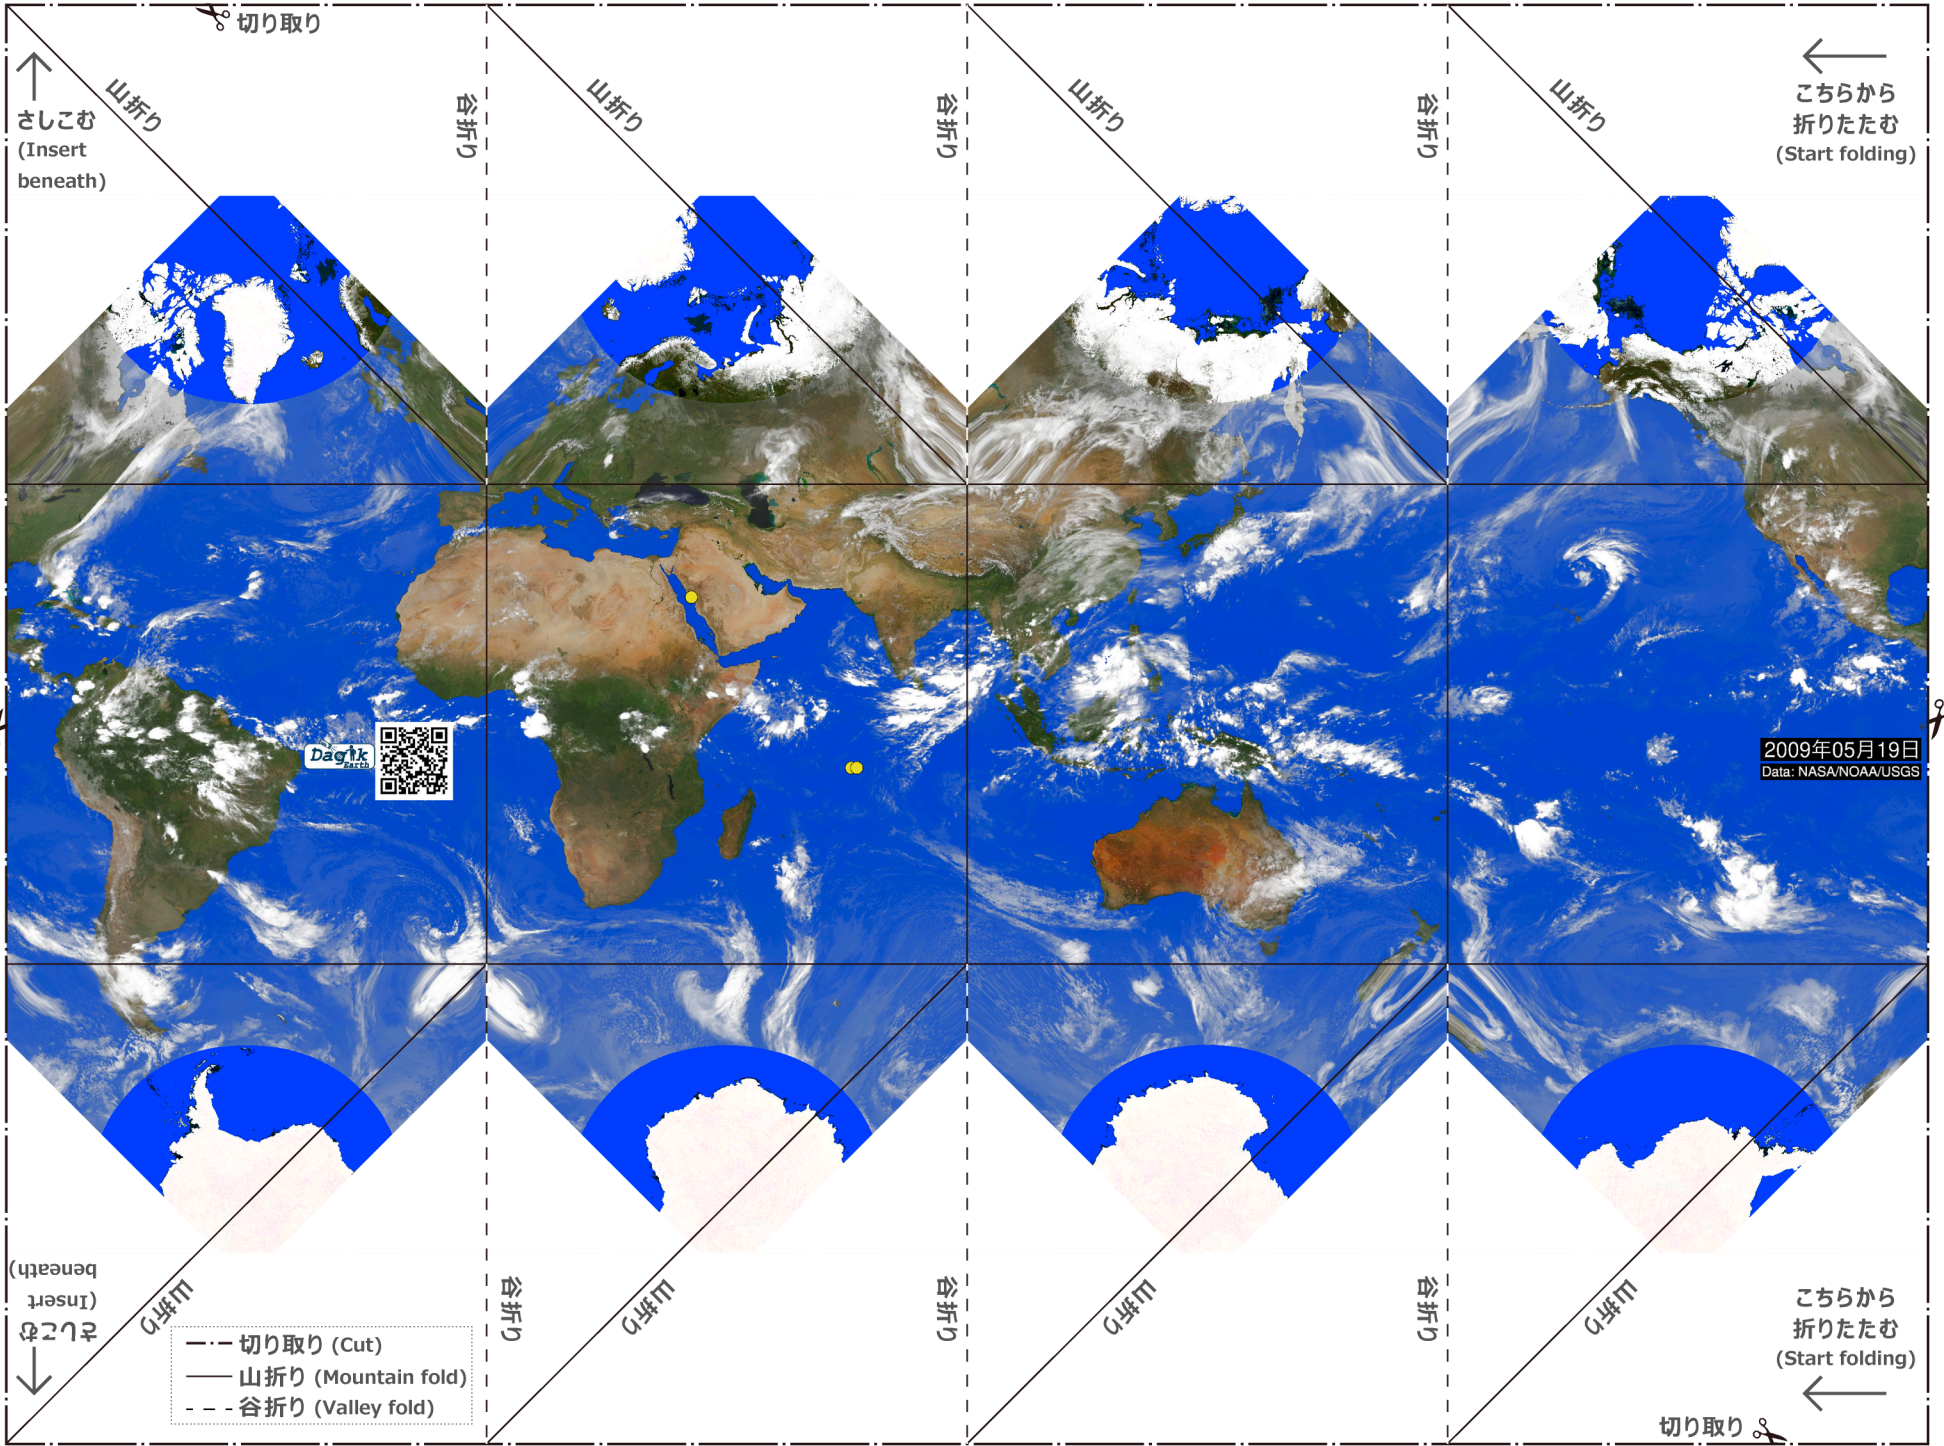 切り取り
山折り
谷折り
山折り
谷折り
山折り
谷折り
山折り
さしこむ
(Insert
beneath)
こちらから
折りたたむ
(Start folding)
Dagik
Earth
2009年05月19日
Data: NASA/NOAA/USGS
さしこむ
(Insert
beneath)
山折り
谷折り
山折り
谷折り
山折り
谷折り
山折り
こちらから
折りたたむ
(Start folding)
切り取り (Cut)
山折り (Mountain fold)
谷折り (Valley fold)
切り取り